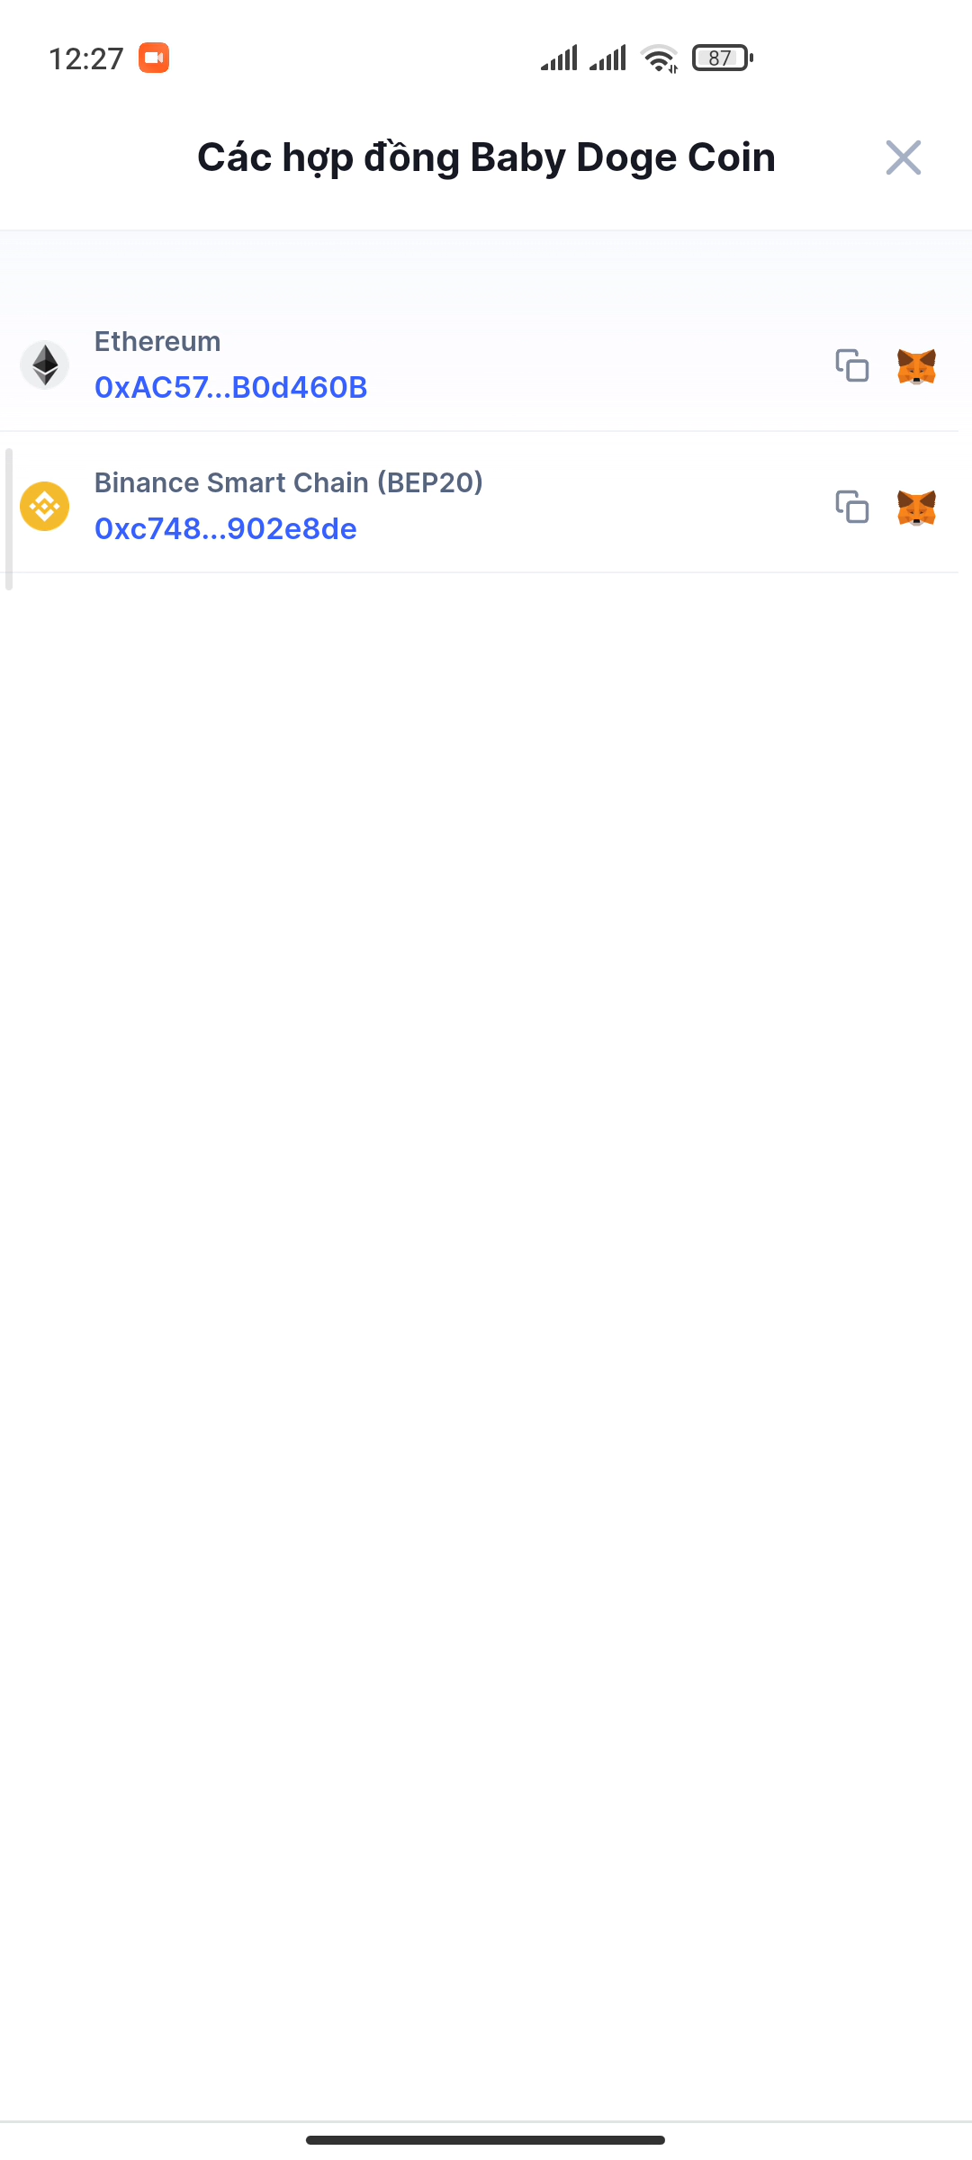 12:27
87
Các hợp đồng Baby Doge Coin
Ethereum
0xAC57...B0d460B
Binance Smart Chain (BEP20)
0xc748...902e8de